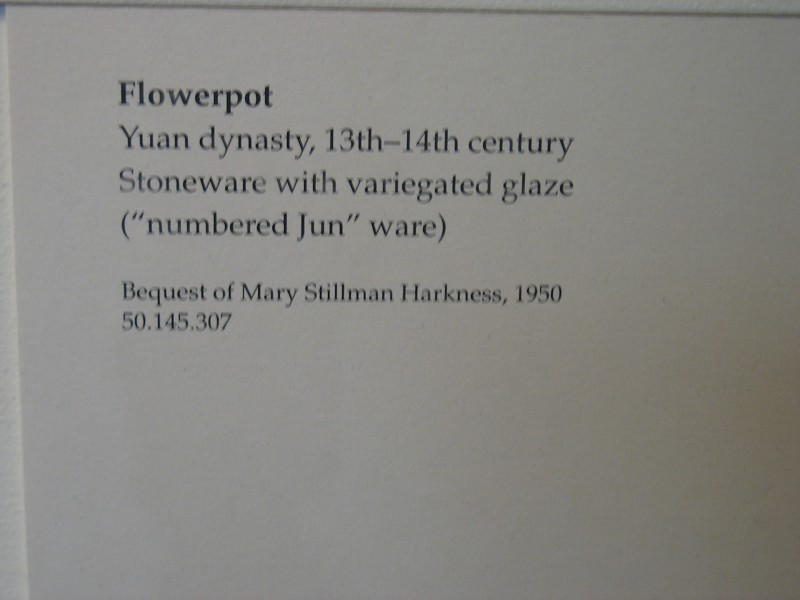 Flowerpot
Yuan dynasty, 13th–14th century
Stoneware with variegated glaze
(“numbered Jun” ware)
Bequest of Mary Stillman Harkness, 1950
50.145.307